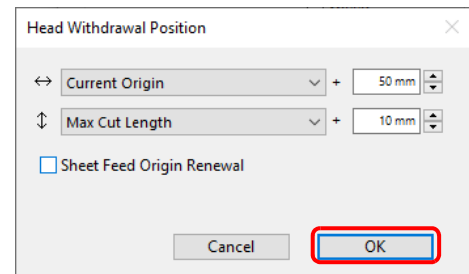 Head Withdrawal Position
Current Origin + 50 mm
Max Cut Length + 10 mm
Sheet Feed Origin Renewal
Cancel OK